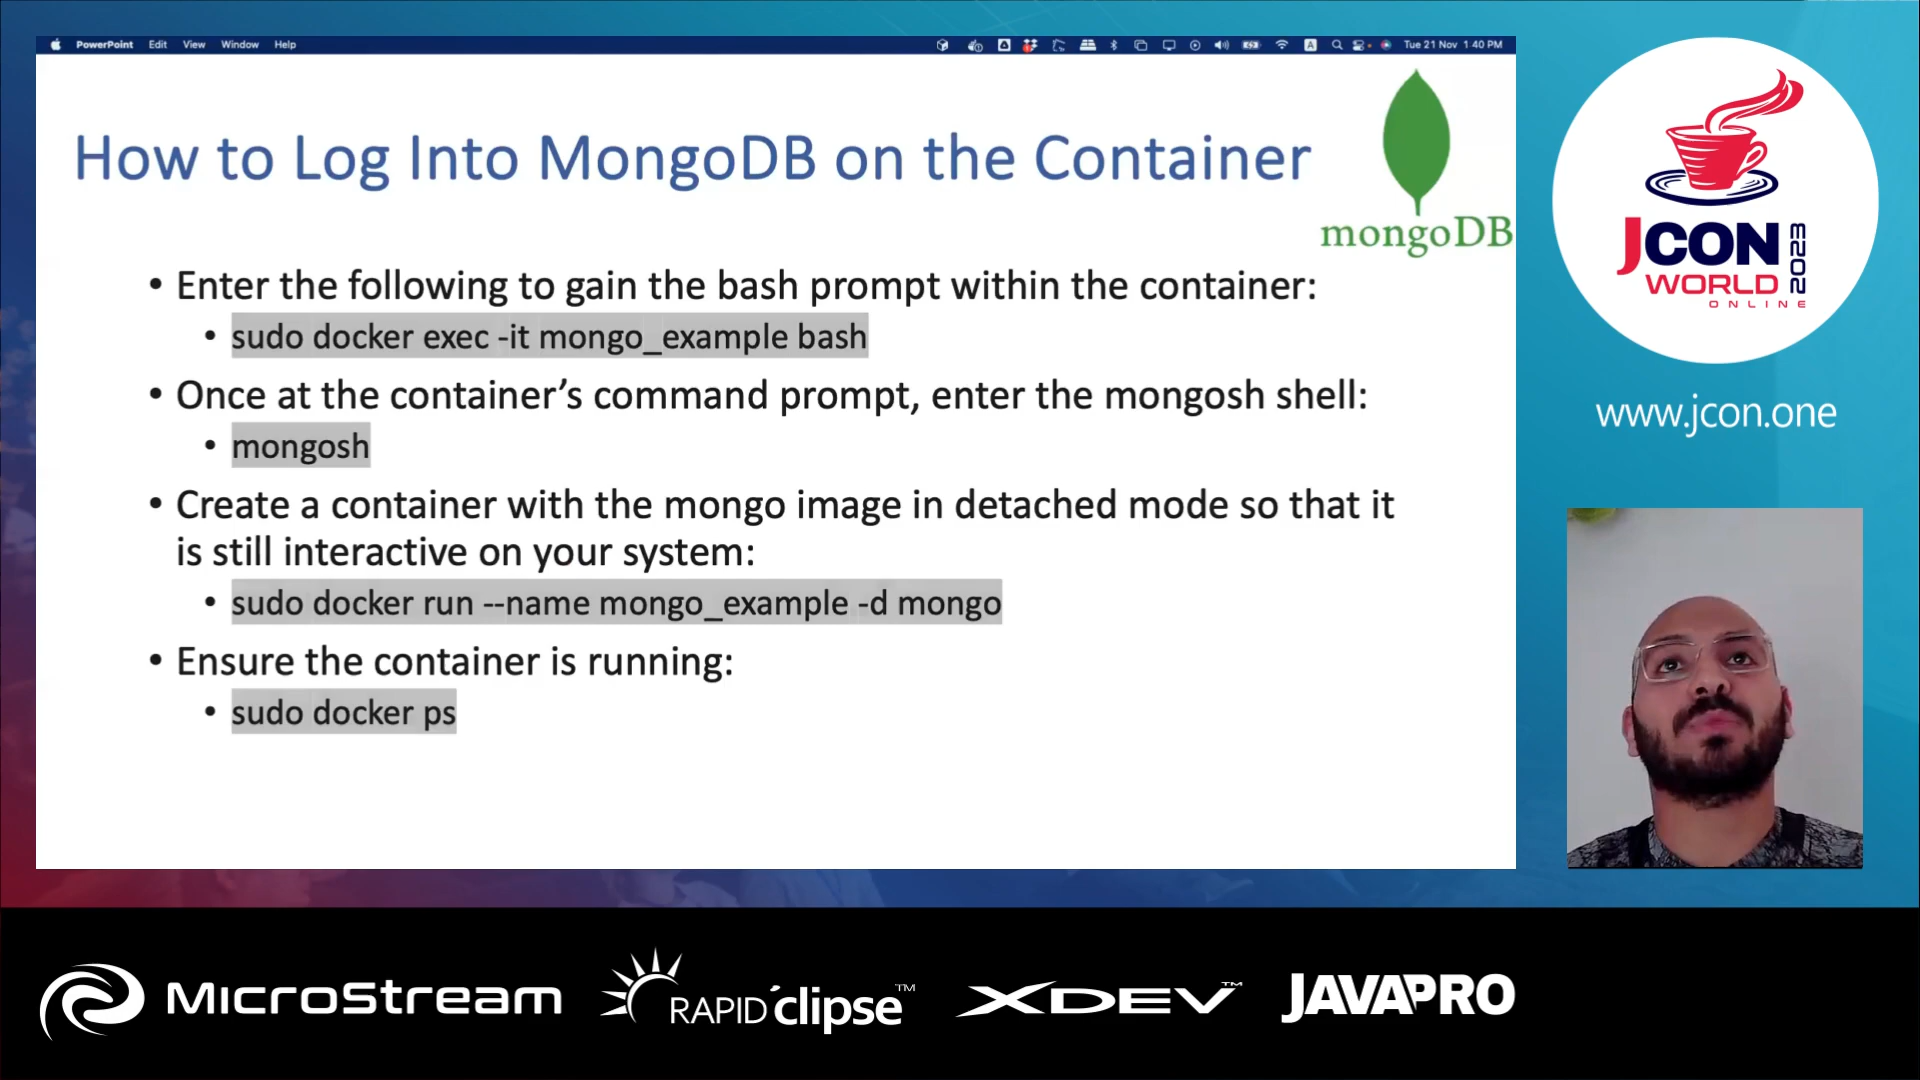 PowerPoint Edit View Window Help
Tue 21 Nov 1 40 PM
How to Log Into MongoDB on the Container
mongoDB
• Enter the following to gain the bash prompt within the container:
• sudo docker exec -it mongo_example bash
• Once at the container’s command prompt, enter the mongosh shell:
• mongosh
• Create a container with the mongo image in detached mode so that it
is still interactive on your system:
• sudo docker run --name mongo_example -d mongo
• Ensure the container is running:
• sudo docker ps
JCON
WORLD
ONLINE
2023
www.jcon.one
MicroStream
RAPID'clipse™
XDEV™
JAVAPRO